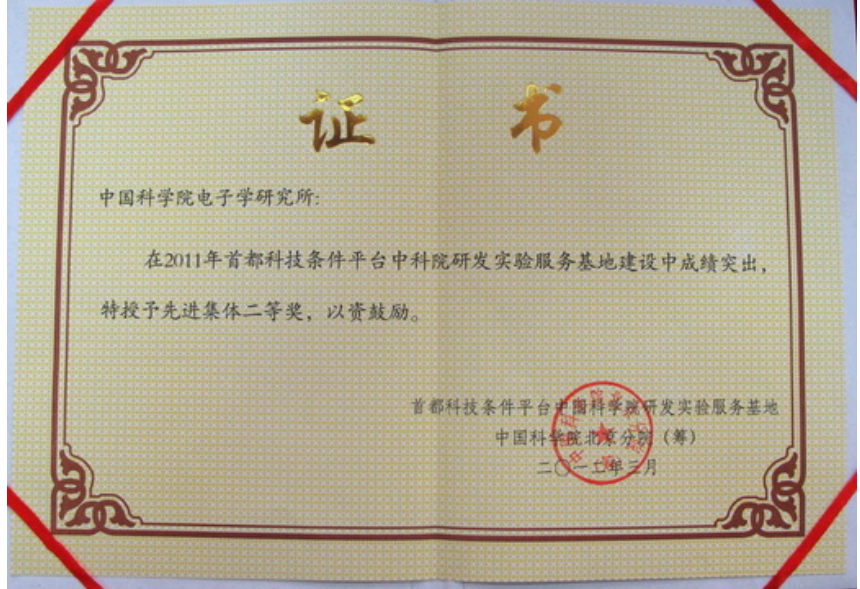 证 书
中国科学院电子学研究所:
在2011年首都科技条件平台中科院研发实验服务基地建设中成绩突出，
特授予先进集体二等奖，以资鼓励。
首都科技条件平台中国科学院研发实验服务基地
中国科学院北京分院（筹）
二〇一二年三月